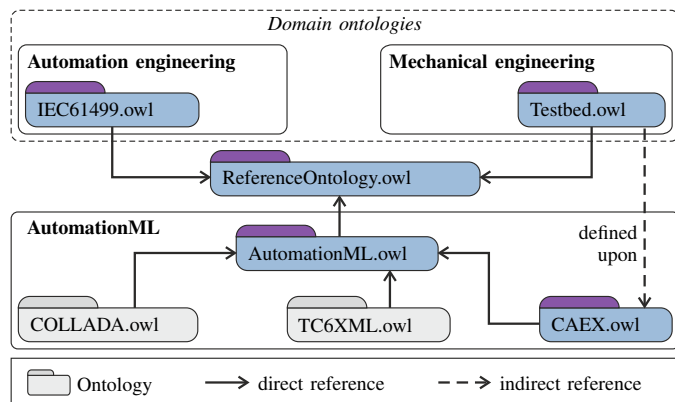 Domain ontologies
Automation engineering
Mechanical engineering
IEC61499.owl
Testbed.owl
ReferenceOntology.owl
AutomationML
AutomationML.owl
defined
upon
COLLADA.owl
TC6XML.owl
CAEX.owl
Ontology
direct reference
indirect reference